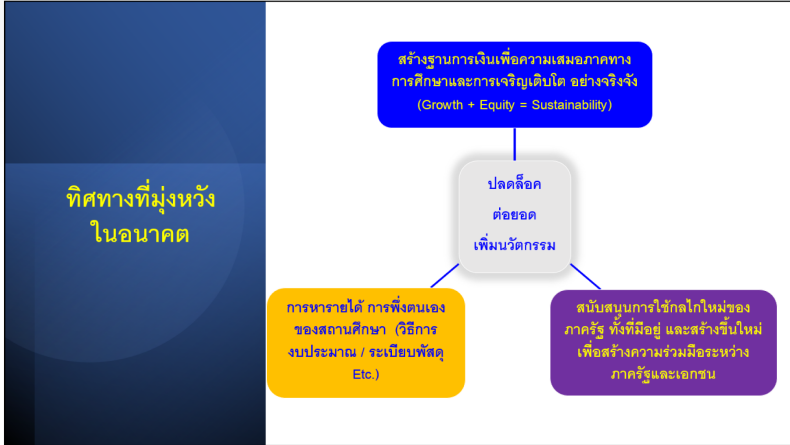 ทิศทางที่มุ่งหวัง
ในอนาคต
สร้างฐานการเงินเพื่อความเสมอภาคทาง
การศึกษาและการเจริญเติบโต อย่างจริงจัง
(Growth + Equity = Sustainability)
ปลดล็อค
ต่อยอด
เพิ่มนวัตกรรม
การหารายได้ การพึ่งตนเอง
ของสถานศึกษา (วิธีการ
งบประมาณ / ระเบียบพัสดุ
Etc.)
สนับสนุนการใช้กลไกใหม่ของ
ภาครัฐ ทั้งที่มีอยู่ และสร้างขึ้นใหม่
เพื่อสร้างความร่วมมือระหว่าง
ภาครัฐและเอกชน